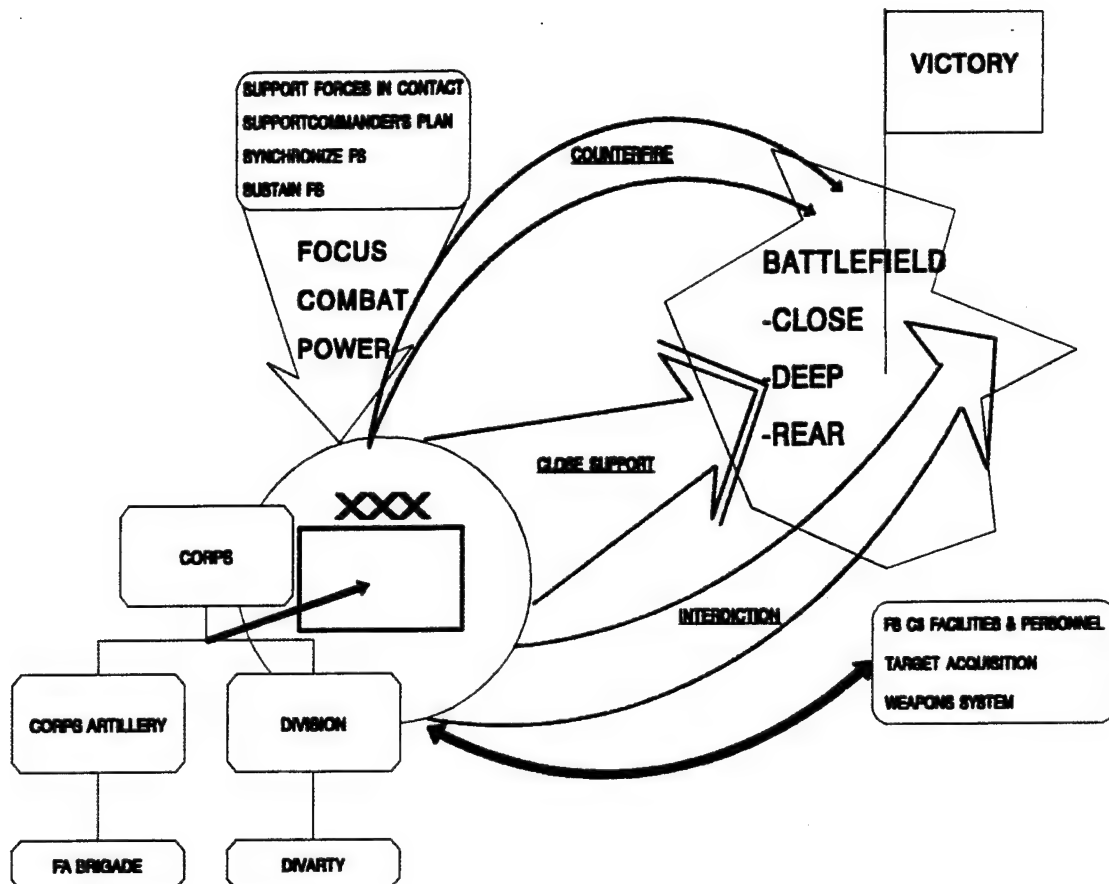 VICTORY
SUPPORT FORCES IN CONTACT
SUPPORTCOMMANDER'S PLAN
SYNCHRONIZE FS
SUSTAIN FS
COUNTERFIRE
FOCUS
COMBAT
POWER
BATTLEFIELD
-CLOSE
-DEEP
-REAR
CLOSE SUPPORT
XXX
CORPS
INTERDICTION
FS C3 FACILITIES & PERSONNEL
TARGET ACQUISITION
WEAPONS SYSTEM
CORPS ARTILLERY
DIVISION
FA BRIGADE
DIVARTY